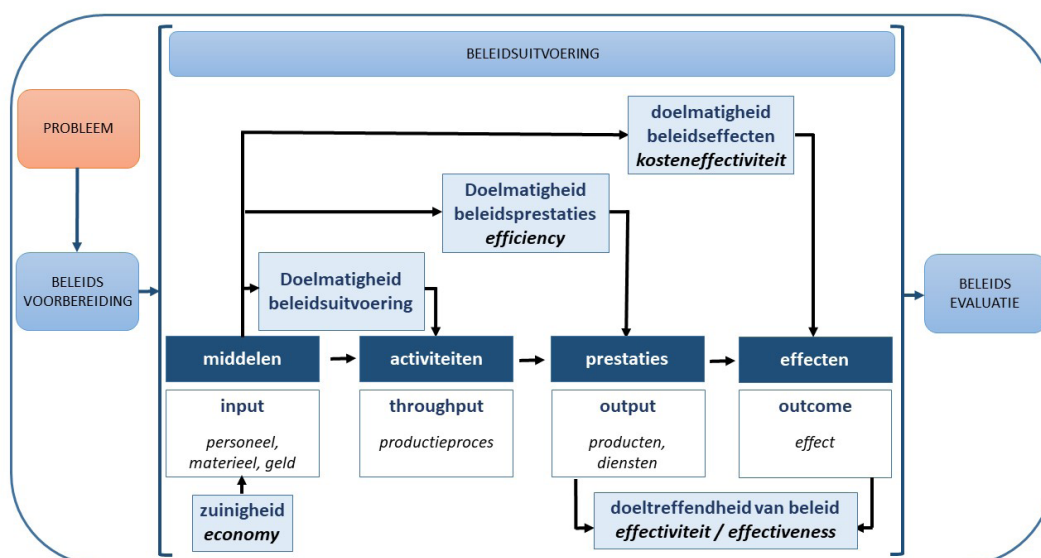 BELEIDSUITVOERING
PROBLEEM
BELEIDS
VOORBEREIDING
doelmatigheid
beleidseffecten
kosteneffectiviteit
Doelmatigheid
beleidsprestaties
efficiency
Doelmatigheid
beleidsuitvoering
BELEIDS
EVALUATIE
middelen
activiteiten
prestaties
effecten
input
personeel,
materieel, geld
throughput
productieproces
output
producten,
diensten
outcome
effect
zuinigheid
economy
doeltreffendheid van beleid
effectiviteit / effectiveness